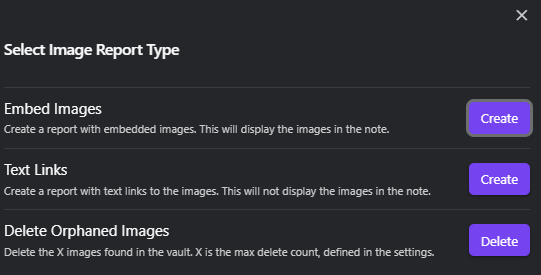 Select Image Report Type
Embed Images
Create a report with embedded images. This will display the images in the note.
Create
Text Links
Create a report with text links to the images. This will not display the images in the note.
Create
Delete Orphaned Images
Delete the X images found in the vault. X is the max delete count, defined in the settings.
Delete